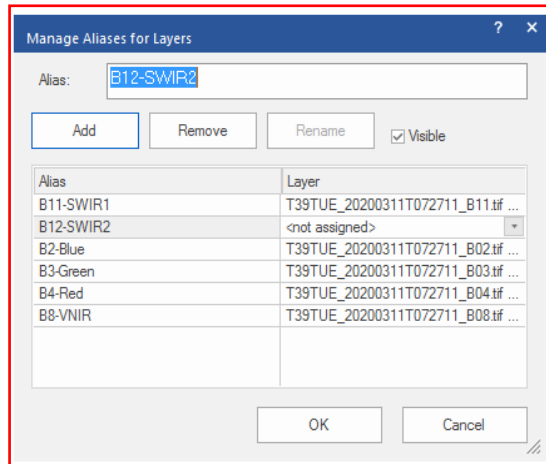 Manage Aliases for Layers ? ×
Alias: B12-SWIR2
Add Remove Rename Visible
Alias Layer
B11-SWIR1 T39TUE_20200311T072711_B11.tif ...
B12-SWIR2 <not assigned>
B2-Blue T39TUE_20200311T072711_B02.tif ...
B3-Green T39TUE_20200311T072711_B03.tif ...
B4-Red T39TUE_20200311T072711_B04.tif ...
B8-VNIR T39TUE_20200311T072711_B08.tif ...
OK Cancel